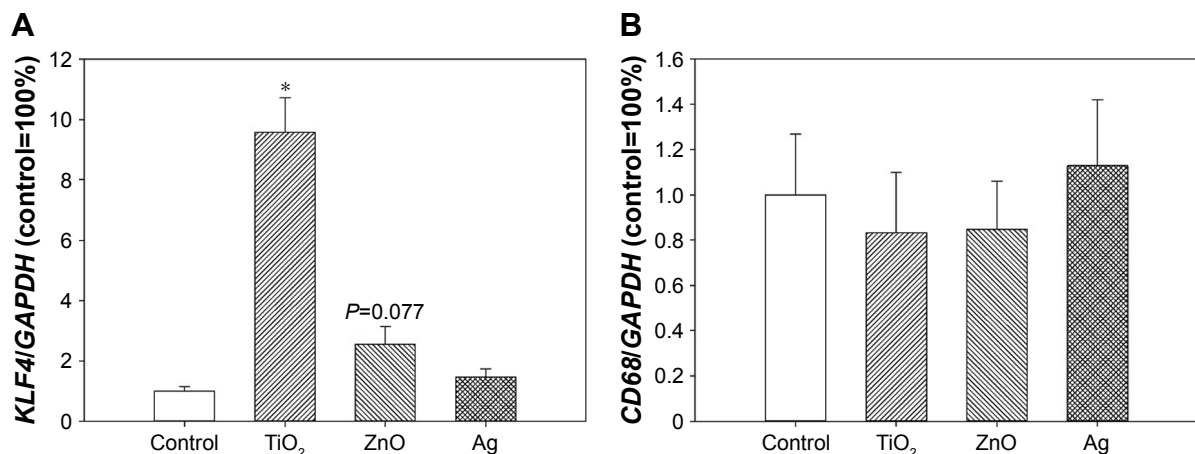 A
KLF4/GAPDH (control=100%)
12
10
8
6
4
2
0
*
P=0.077
Control TiO₂ ZnO Ag
B
CD68/GAPDH (control=100%)
1.6
1.4
1.2
1.0
0.8
0.6
0.4
0.2
0
Control TiO₂ ZnO Ag